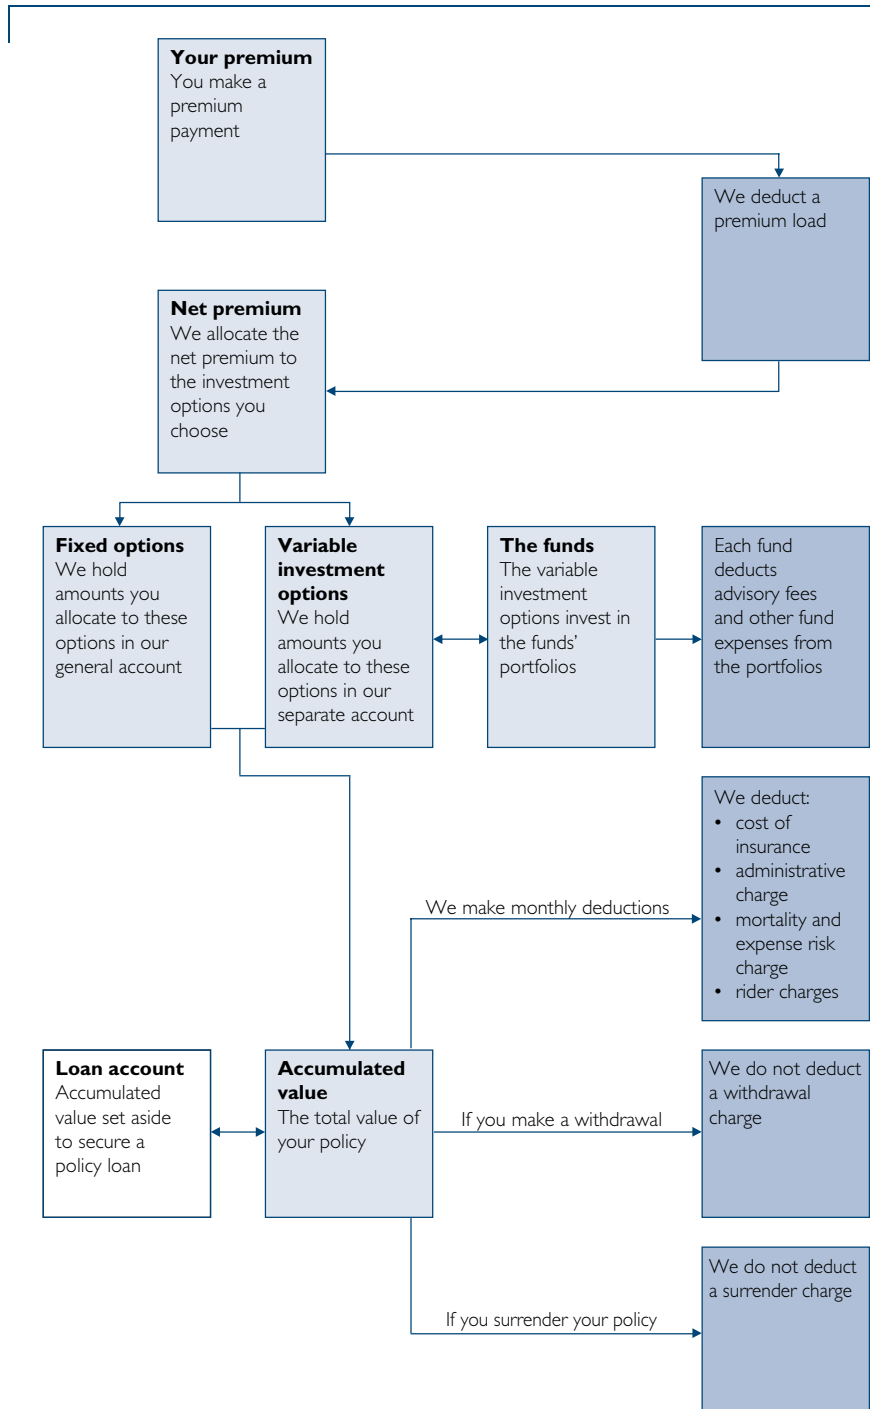 Your premium
You make a
premium
payment
We deduct a
premium load
Net premium
We allocate the
net premium to
the investment
options you
choose
Fixed options
We hold
amounts you
allocate to these
options in our
general account
Variable
investment
options
We hold
amounts you
allocate to these
options in our
separate account
The funds
The variable
investment
options invest in
the funds’
portfolios
Each fund
deducts
advisory fees
and other fund
expenses from
the portfolios
We make monthly deductions
We deduct:
• cost of
insurance
• administrative
charge
• mortality and
expense risk
charge
• rider charges
Loan account
Accumulated
value set aside
to secure a
policy loan
Accumulated
value
The total value of
your policy
If you make a withdrawal
We do not deduct
a withdrawal
charge
If you surrender your policy
We do not deduct
a surrender charge